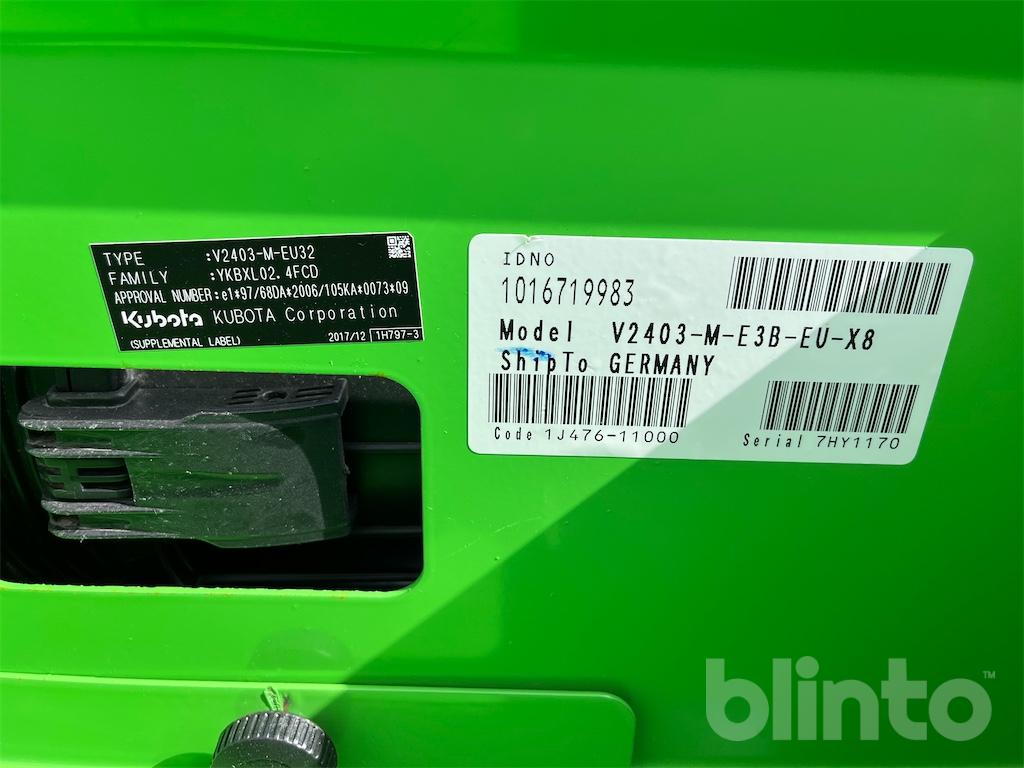 TYPE :V2403-M-EU32
FAMILY :YKBXL02.4FCD
APPROVAL NUMBER:e1*97/68DA*2006/105KA*0073*09
Kubota KUBOTA Corporation
(SUPPLEMENTAL LABEL) 2017/12 1H797-3
IDNO
1016719983
Model V2403-M-E3B-EU-X8
ShipTo GERMANY
Code 1J476-11000
Serial 7HY1170
blinto™